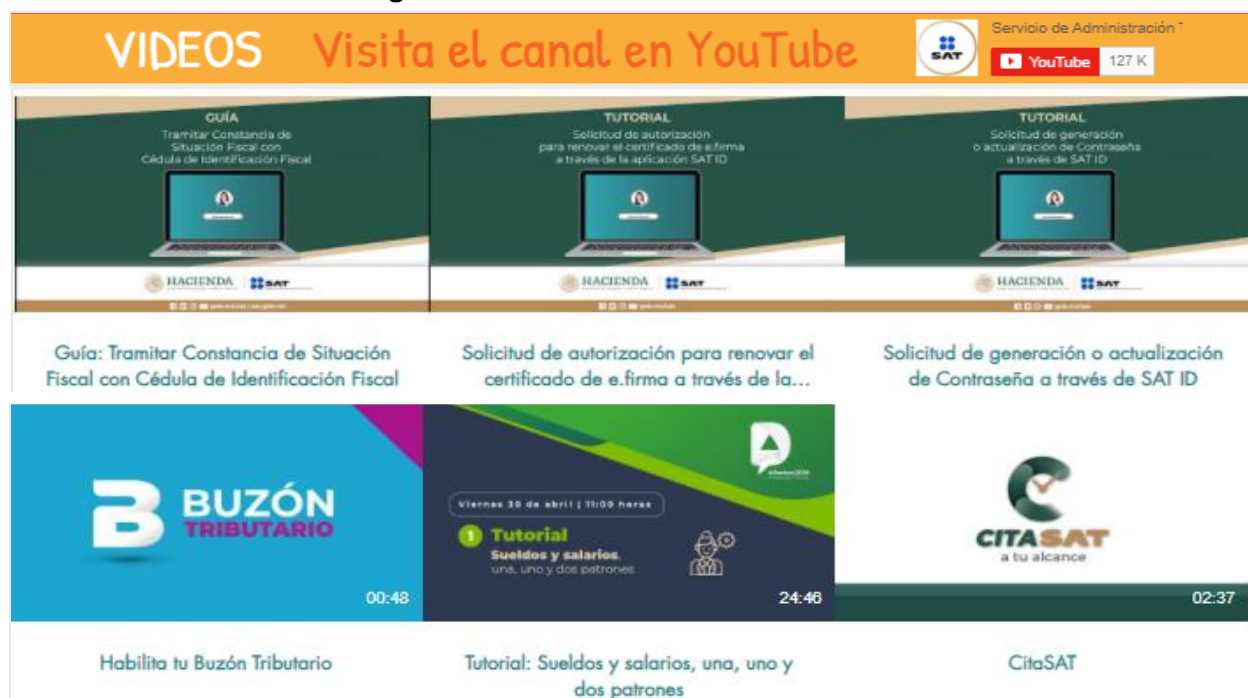 VIDEOS Visita el canal en YouTube
SAT
Servicio de Administración
YouTube 127 K
GUÍA
Tramitar Constancia de
Situación Fiscal con
Cédula de Identificación Fiscal
HACIENDA SAT
TUTORIAL
Solicitud de autorización
para renovar el certificado de e.firma
a través de la aplicación SAT ID
HACIENDA SAT
TUTORIAL
Solicitud de generación
o actualización de Contraseña
a través de SAT ID
HACIENDA SAT
Guía: Tramitar Constancia de Situación
Fiscal con Cédula de Identificación Fiscal
Solicitud de autorización para renovar el
certificado de e.firma a través de la...
Solicitud de generación o actualización
de Contraseña a través de SAT ID
BUZÓN
TRIBUTARIO
00:48
Viernes 30 de abril | 11:00 horas
1 Tutorial
Sueldos y salarios,
una, uno y dos patrones
24:46
CITASAT
a tu alcance
02:37
Habilita tu Buzón Tributario
Tutorial: Sueldos y salarios, una, uno y
dos patrones
CitaSAT